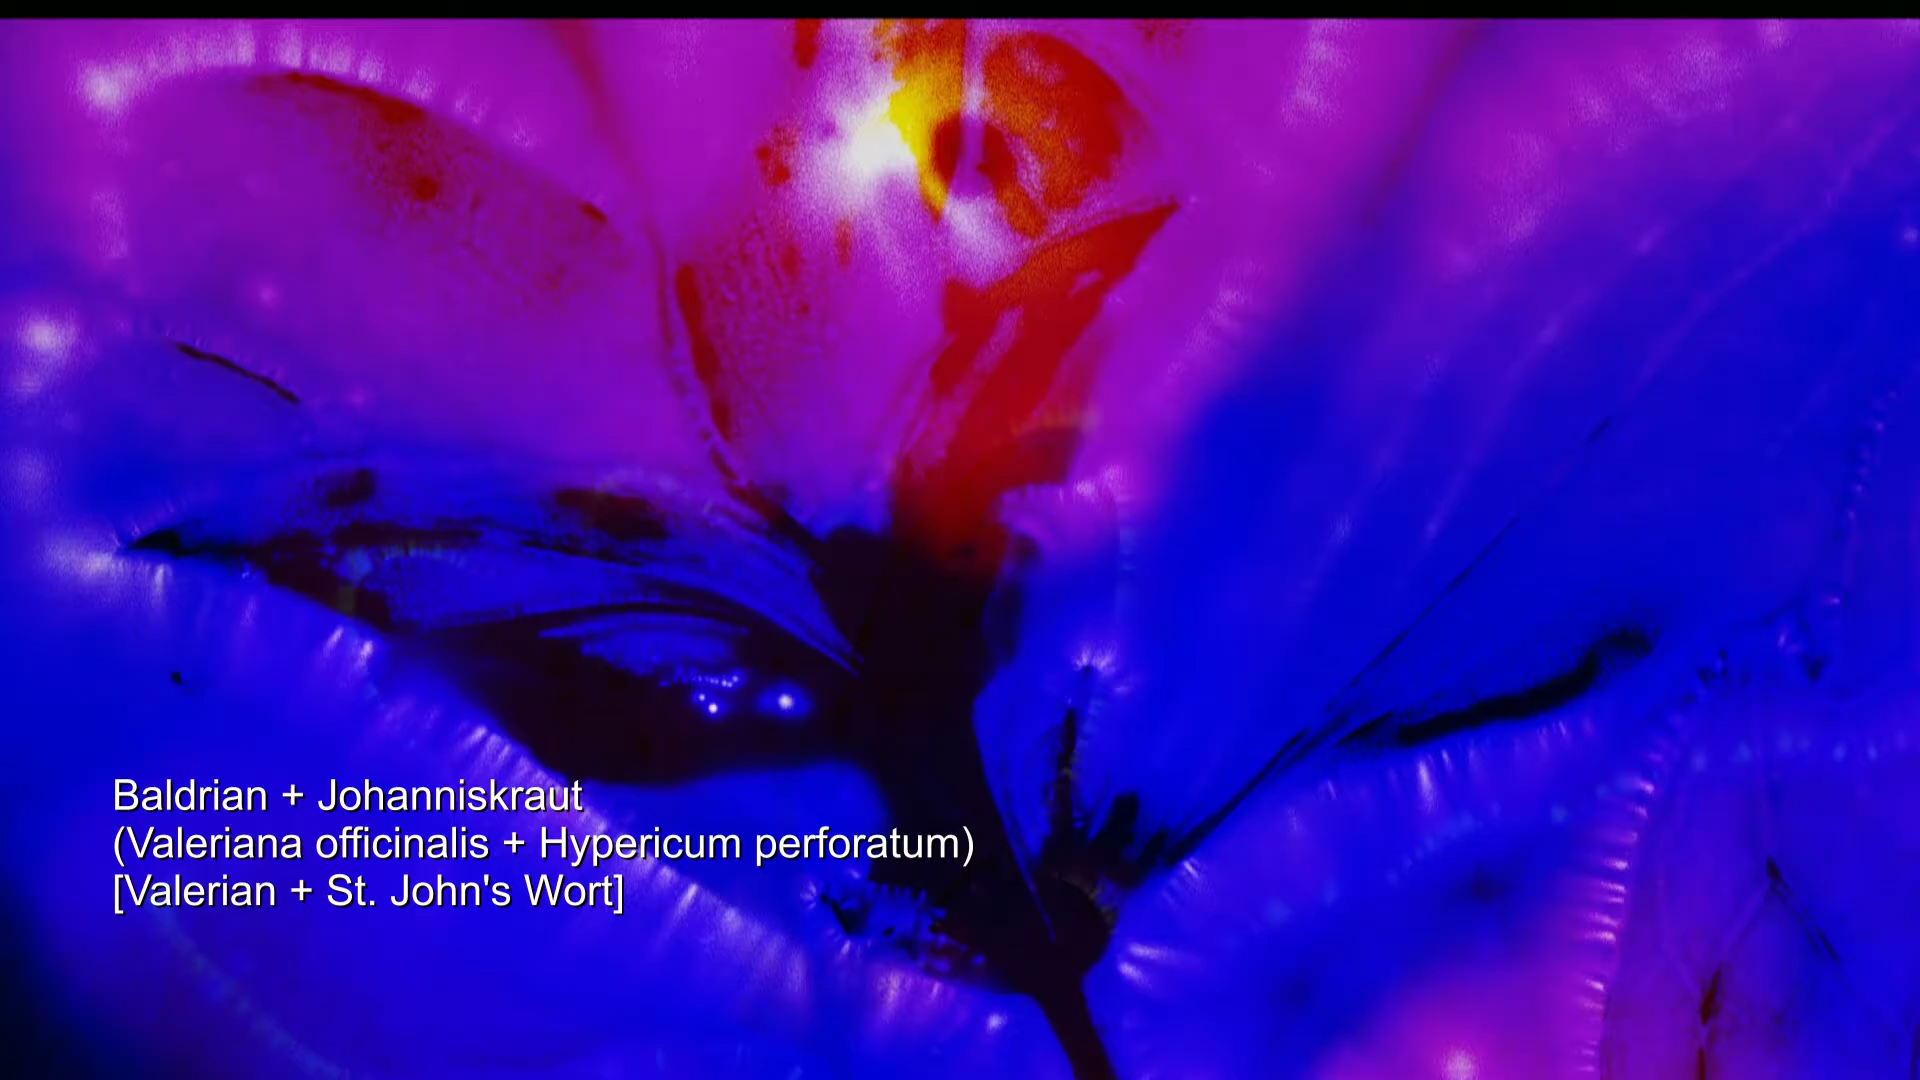 Baldrian + Johanniskraut
(Valeriana officinalis + Hypericum perforatum)
[Valerian + St. John's Wort]